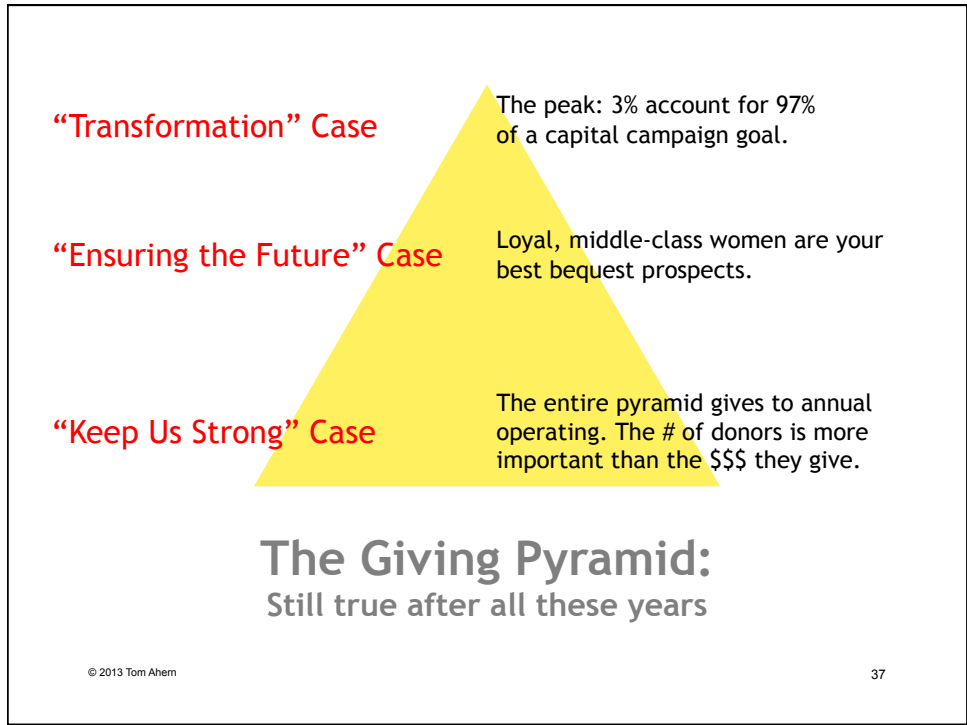 “Transformation” Case
The peak: 3% account for 97%
of a capital campaign goal.
“Ensuring the Future” Case
Loyal, middle-class women are your
best bequest prospects.
“Keep Us Strong” Case
The entire pyramid gives to annual
operating. The # of donors is more
important than the $$$ they give.
The Giving Pyramid:
Still true after all these years
© 2013 Tom Ahern
37